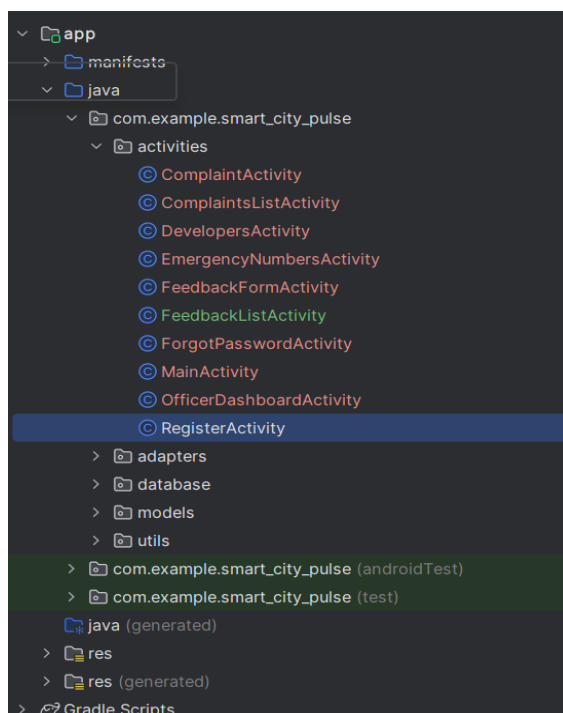 app
manifests
java
com.example.smart_city_pulse
activities
ComplaintActivity
ComplaintsListActivity
DevelopersActivity
EmergencyNumbersActivity
FeedbackFormActivity
FeedbackListActivity
ForgotPasswordActivity
MainActivity
OfficerDashboardActivity
RegisterActivity
adapters
database
models
utils
com.example.smart_city_pulse (androidTest)
com.example.smart_city_pulse (test)
java (generated)
res
res (generated)
Gradle Scripts